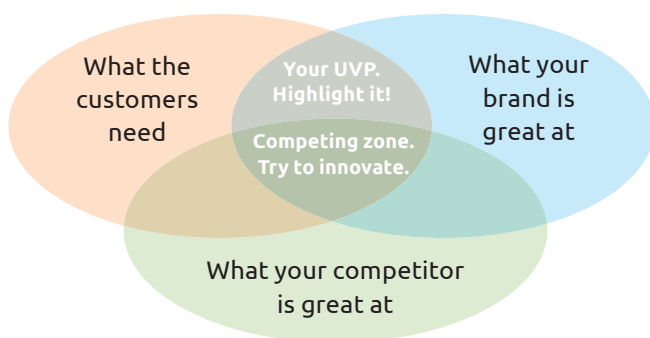 What the
customers
need
Your UVP.
Highlight it!
What your
brand is
great at
Competing zone.
Try to innovate.
What your competitor
is great at